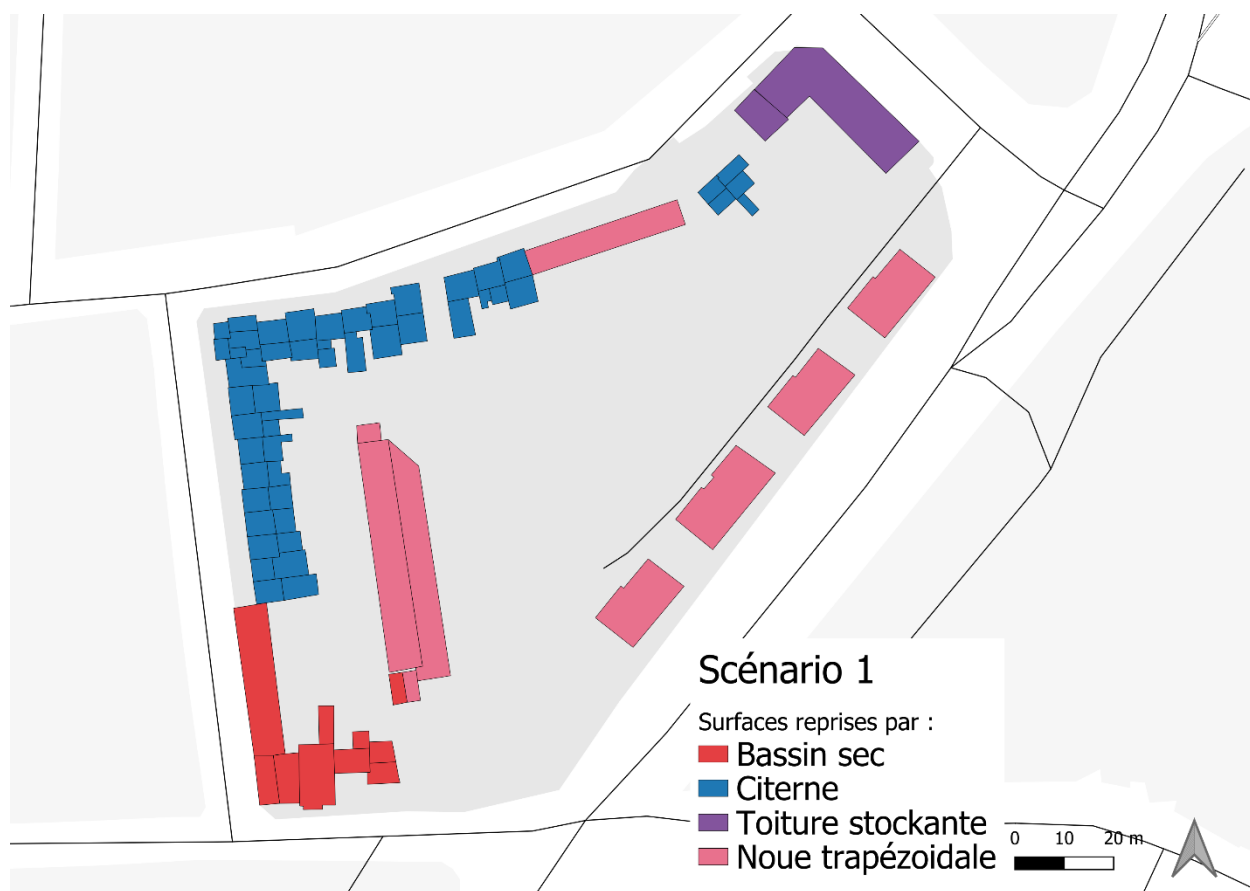 Scénario 1
Surfaces reprises par :
Bassin sec
Citerne
Toiture stockante
Noue trapézoidale
0 10 20 m